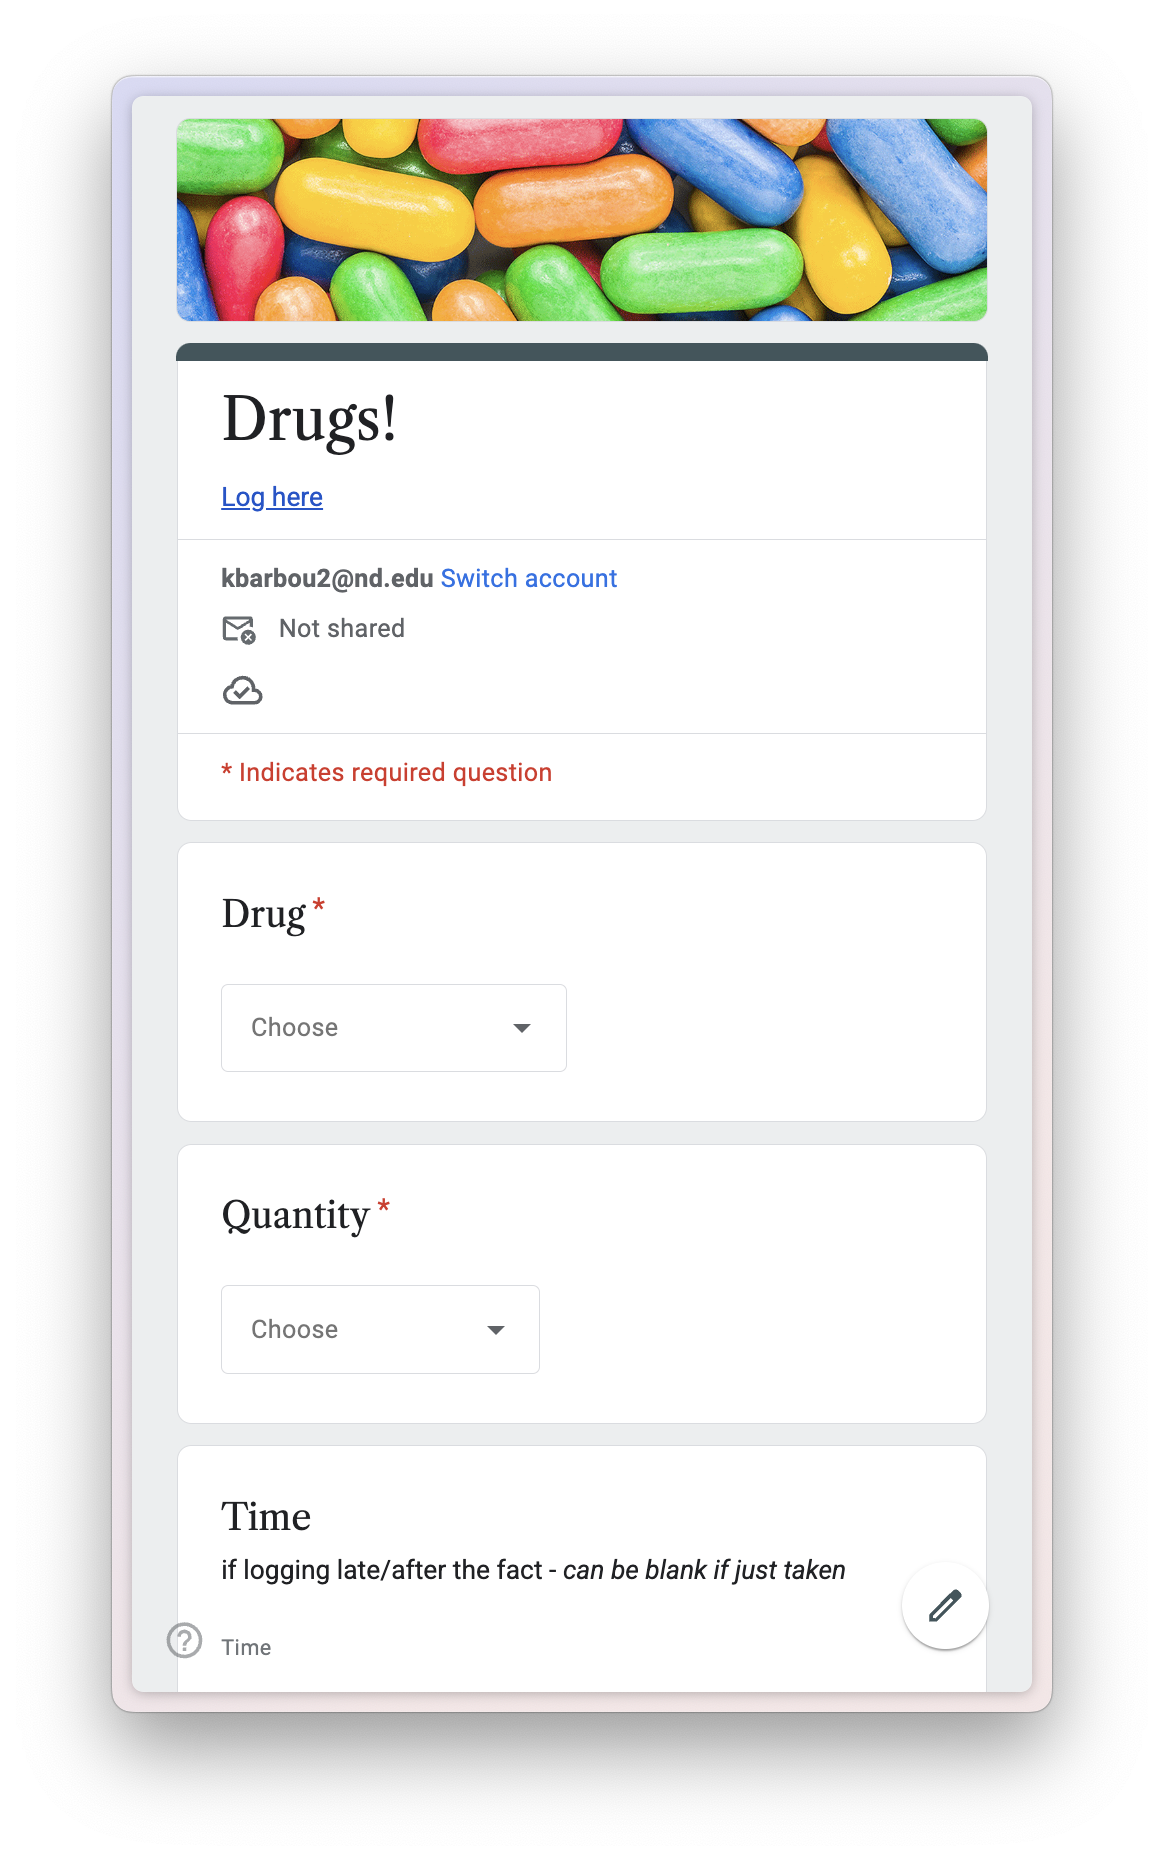 Drugs!
Log here
kbarbou2@nd.edu Switch account
Not shared
* Indicates required question
Drug *
Choose
Quantity *
Choose
Time
if logging late/after the fact - can be blank if just taken
Time